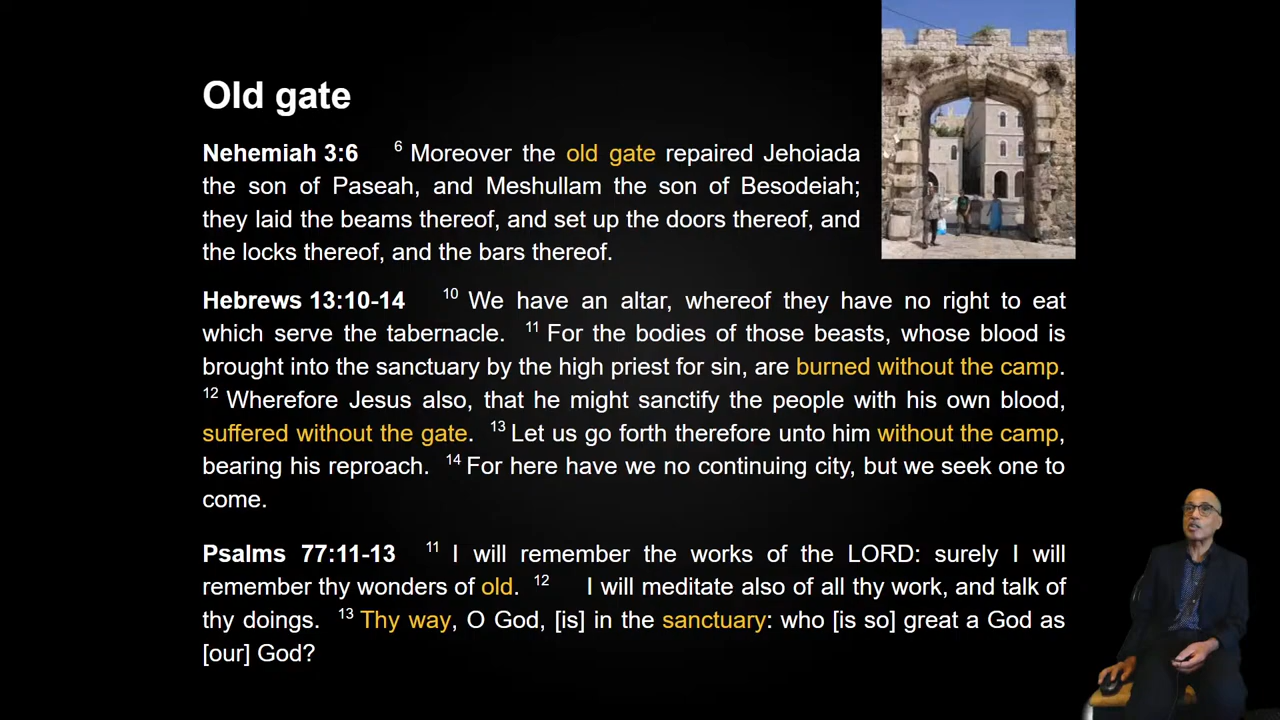 Old gate
Nehemiah 3:6 6 Moreover the old gate repaired Jehoiada
the son of Paseah, and Meshullam the son of Besodeiah;
they laid the beams thereof, and set up the doors thereof, and
the locks thereof, and the bars thereof.
Hebrews 13:10-14 10 We have an altar, whereof they have no right to eat
which serve the tabernacle. 11 For the bodies of those beasts, whose blood is
brought into the sanctuary by the high priest for sin, are burned without the camp.
12 Wherefore Jesus also, that he might sanctify the people with his own blood,
suffered without the gate. 13 Let us go forth therefore unto him without the camp,
bearing his reproach. 14 For here have we no continuing city, but we seek one to
come.
Psalms 77:11-13 11 I will remember the works of the LORD: surely I will
remember thy wonders of old. 12 I will meditate also of all thy work, and talk of
thy doings. 13 Thy way, O God, [is] in the sanctuary: who [is so] great a God as
[our] God?